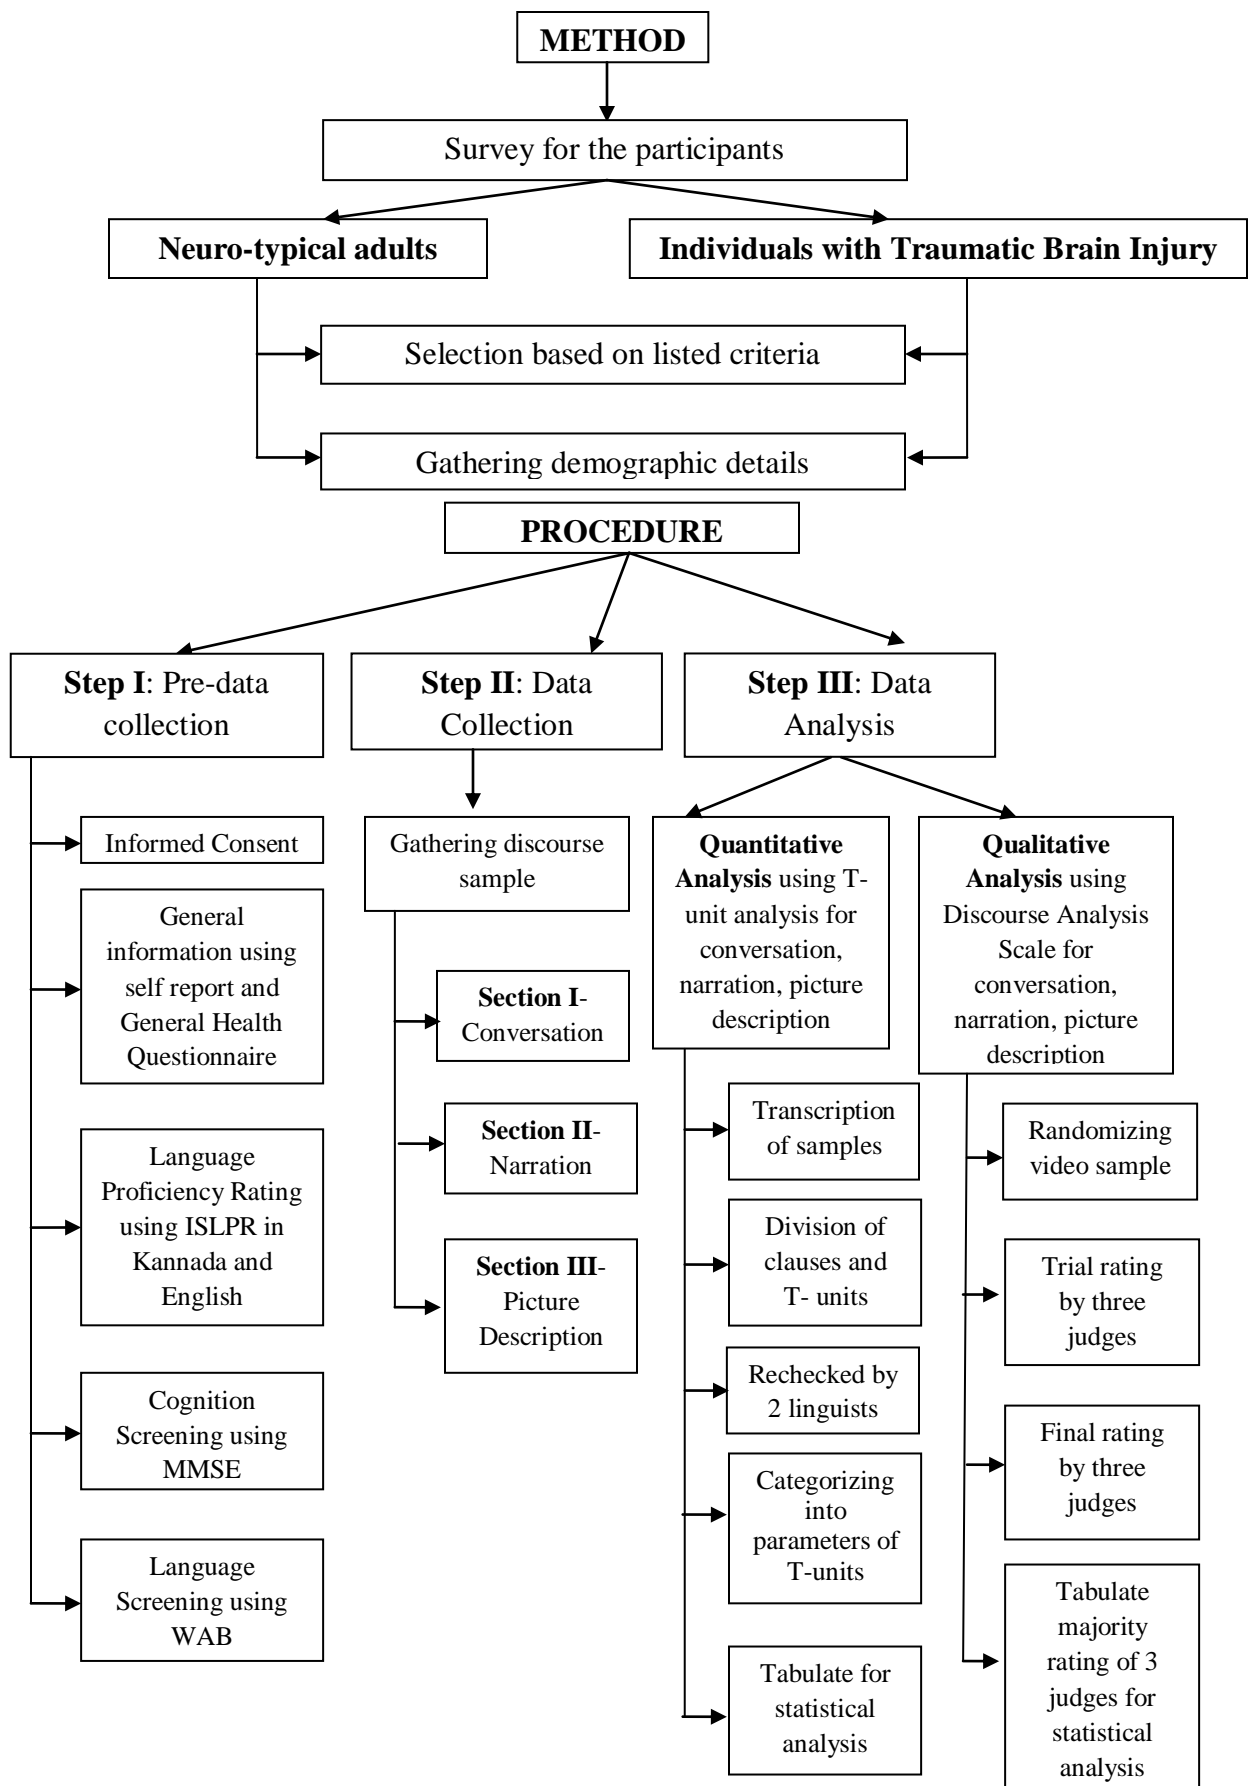 METHOD
Survey for the participants
Neuro-typical adults
Individuals with Traumatic Brain Injury
Selection based on listed criteria
Gathering demographic details
PROCEDURE
Step I: Pre-data
collection
Step II: Data
Collection
Step III: Data
Analysis
Informed Consent
General
information using
self report and
General Health
Questionnaire
Language
Proficiency Rating
using ISLPR in
Kannada and
English
Cognition
Screening using
MMSE
Language
Screening using
WAB
Gathering discourse
sample
Section I-
Conversation
Section II-
Narration
Section III-
Picture
Description
Quantitative
Analysis using T-
unit analysis for
conversation,
narration, picture
description
Transcription
of samples
Division of
clauses and
T- units
Rechecked by
2 linguists
Categorizing
into
parameters of
T-units
Tabulate for
statistical
analysis
Qualitative
Analysis using
Discourse Analysis
Scale for
conversation,
narration, picture
description
Randomizing
video sample
Trial rating
by three
judges
Final rating
by three
judges
Tabulate
majority
rating of 3
judges for
statistical
analysis